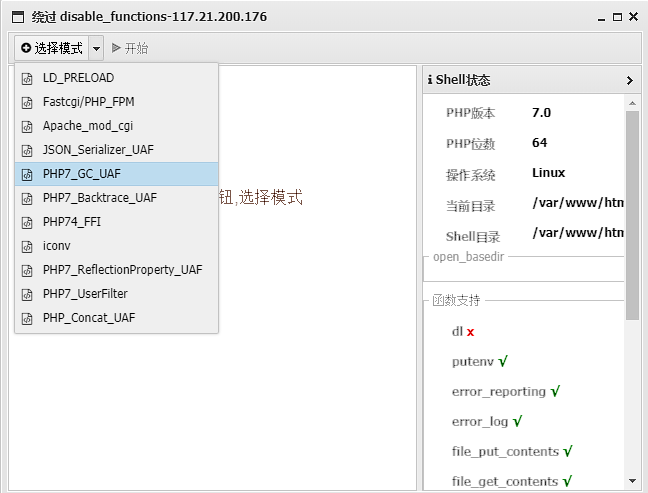 绕过 disable_functions-117.21.200.176
选择模式 开始
LD_PRELOAD
Fastcgi/PHP_FPM
Apache_mod_cgi
JSON_Serializer_UAF
PHP7_GC_UAF
PHP7_Backtrace_UAF
PHP74_FFI
iconv
PHP7_ReflectionProperty_UAF
PHP7_UserFilter
PHP_Concat_UAF
钮,选择模式
Shell状态
PHP版本 7.0
PHP位数 64
操作系统 Linux
当前目录 /var/www/htm
Shell目录 /var/www/htm
open_basedir
函数支持
dl x
putenv √
error_reporting √
error_log √
file_put_contents √
file_get_contents √